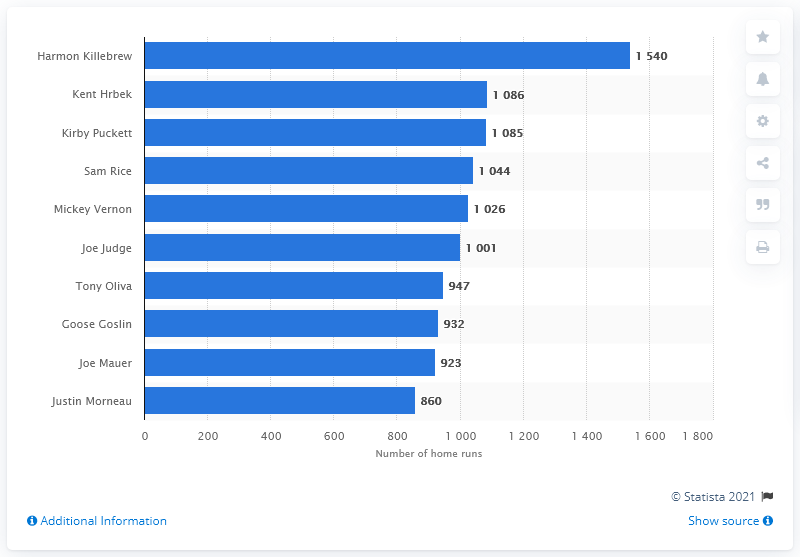 Harmon Killebrew 1 540
Kent Hrbek 1 086
Kirby Puckett 1 085
Sam Rice 1 044
Mickey Vernon 1 026
Joe Judge 1 001
Tony Oliva 947
Goose Goslin 932
Joe Mauer 923
Justin Morneau 860
0 200 400 600 800 1 000 1 200 1 400 1 600 1 800
Number of home runs
© Statista 2021
Additional Information Show source